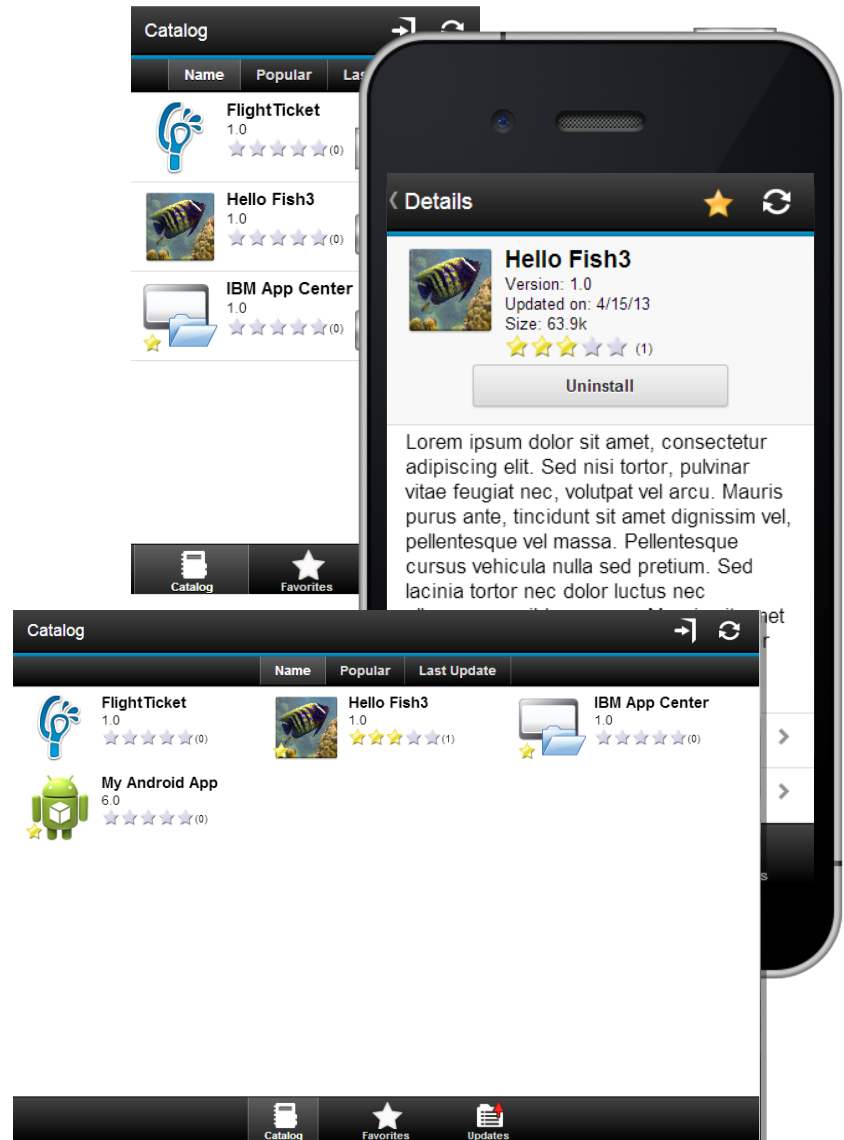 Catalog
Name Popular
FlightTicket
1.0
(0)
Hello Fish3
1.0
(0)
IBM App Center
1.0
(0)
Catalog Favorites
Details
Hello Fish3
Version: 1.0
Updated on: 4/15/13
Size: 63.9k
(1)
Uninstall
Lorem ipsum dolor sit amet, consectetur
adipiscing elit. Sed nisi tortor, pulvinar
vitae feugiat nec, volutpat vel arcu. Mauris
purus ante, tincidunt sit amet dignissim vel,
pellentesque vel massa. Pellentesque
cursus vehicula nulla sed pretium. Sed
lacinia tortor nec dolor luctus nec
Catalog
Name Popular Last Update
FlightTicket
1.0
(0)
Hello Fish3
1.0
(1)
IBM App Center
1.0
(0)
My Android App
6.0
(0)
Catalog Favorites Updates